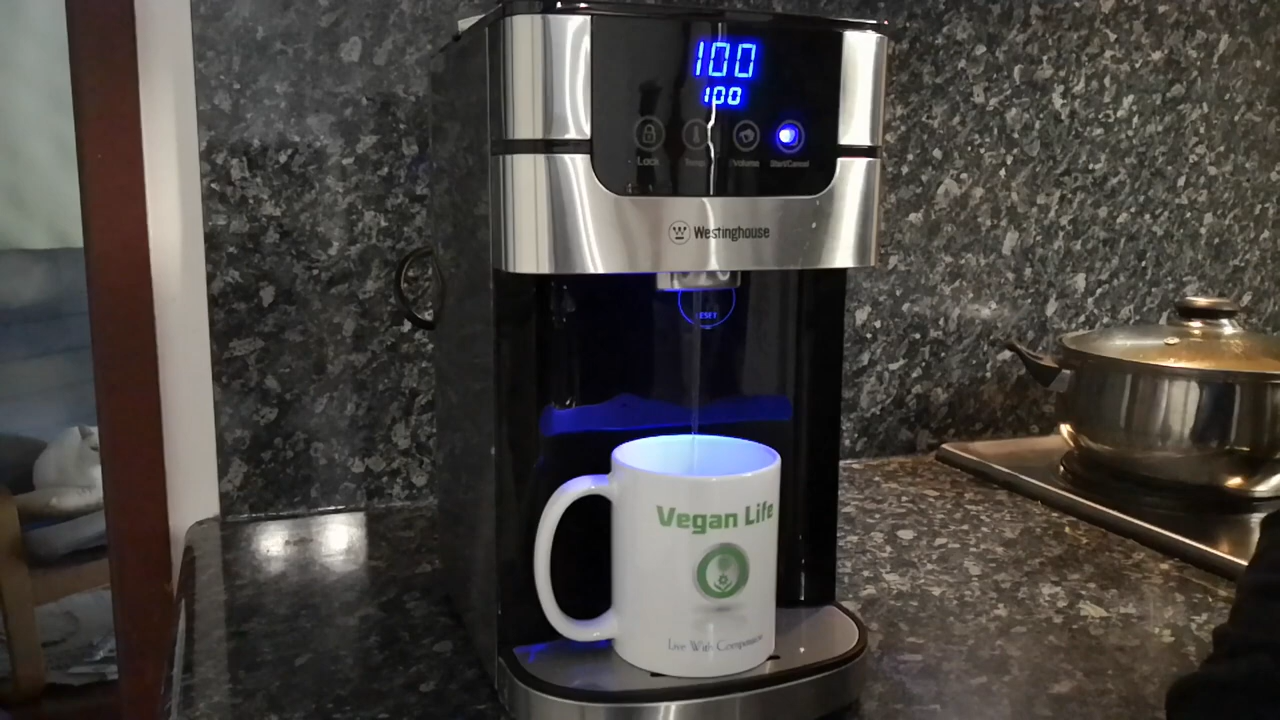 100
100
Lock
Volume
Start/Cancel
Westinghouse
Vegan Life
Live With Compassion